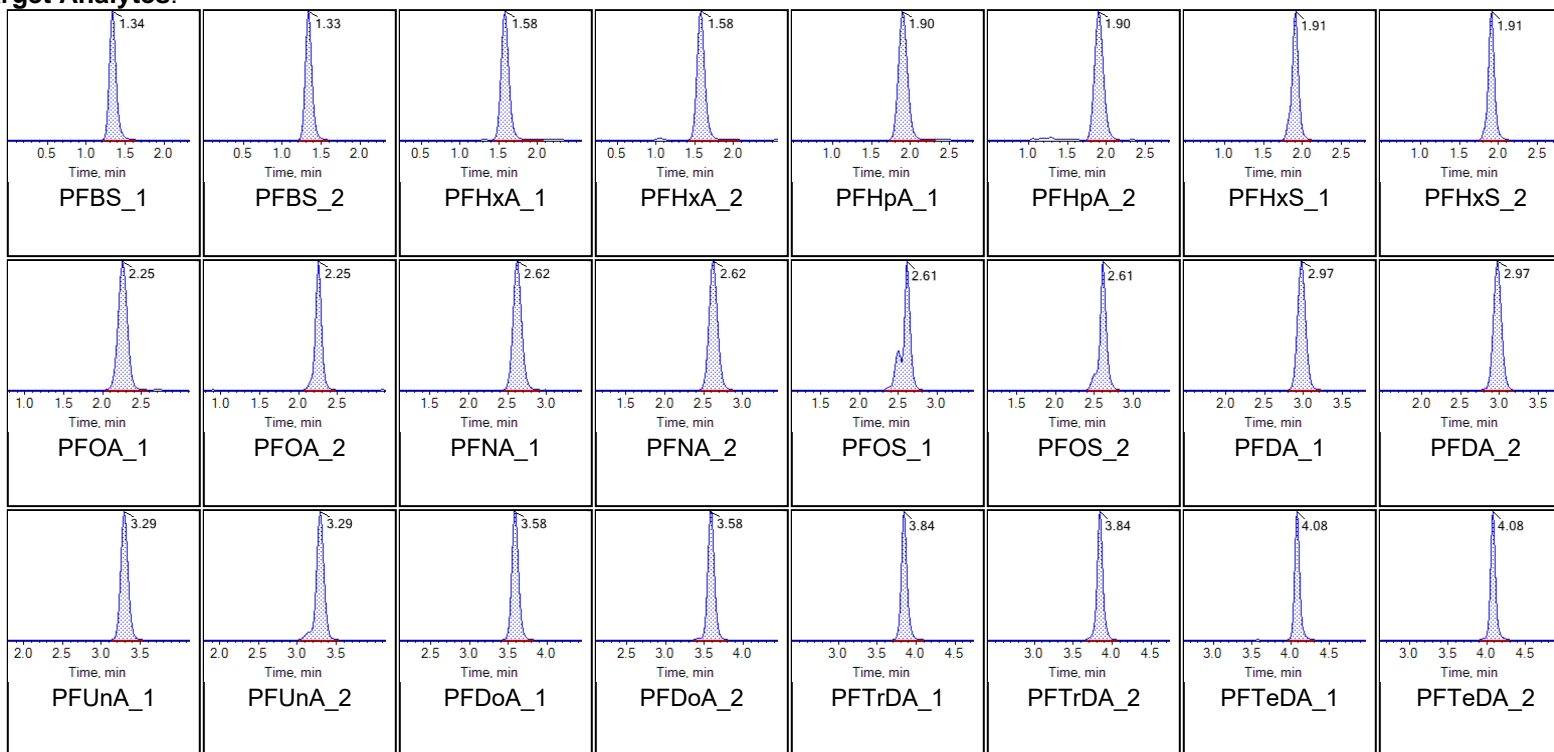 rget Analytes:
1.34 1.33 1.58 1.58 1.90 1.90 1.91 1.91
0.5 1.0 1.5 2.0 0.5 1.0 1.5 2.0 0.5 1.0 1.5 2.0 0.5 1.0 1.5 2.0 1.0 1.5 2.0 2.5 1.0 1.5 2.0 2.5 1.0 1.5 2.0 2.5 1.0 1.5 2.0 2.5
Time, min Time, min Time, min Time, min Time, min Time, min Time, min Time, min
PFBS_1 PFBS_2 PFHxA_1 PFHxA_2 PFHpA_1 PFHpA_2 PFHxS_1 PFHxS_2
2.25 2.25 2.62 2.62 2.61 2.61 2.97 2.97
1.0 1.5 2.0 2.5 1.0 1.5 2.0 2.5 1.5 2.0 2.5 3.0 1.5 2.0 2.5 3.0 1.5 2.0 2.5 3.0 1.5 2.0 2.5 3.0 2.0 2.5 3.0 3.5 2.0 2.5 3.0 3.5
Time, min Time, min Time, min Time, min Time, min Time, min Time, min Time, min
PFOA_1 PFOA_2 PFNA_1 PFNA_2 PFOS_1 PFOS_2 PFDA_1 PFDA_2
3.29 3.29 3.58 3.58 3.84 3.84 4.08 4.08
2.0 2.5 3.0 3.5 2.0 2.5 3.0 3.5 2.5 3.0 3.5 4.0 2.5 3.0 3.5 4.0 3.0 3.5 4.0 4.5 3.0 3.5 4.0 4.5 3.0 3.5 4.0 4.5 3.0 3.5 4.0 4.5
Time, min Time, min Time, min Time, min Time, min Time, min Time, min Time, min
PFUnA_1 PFUnA_2 PFDoA_1 PFDoA_2 PFTrDA_1 PFTrDA_2 PFTeDA_1 PFTeDA_2